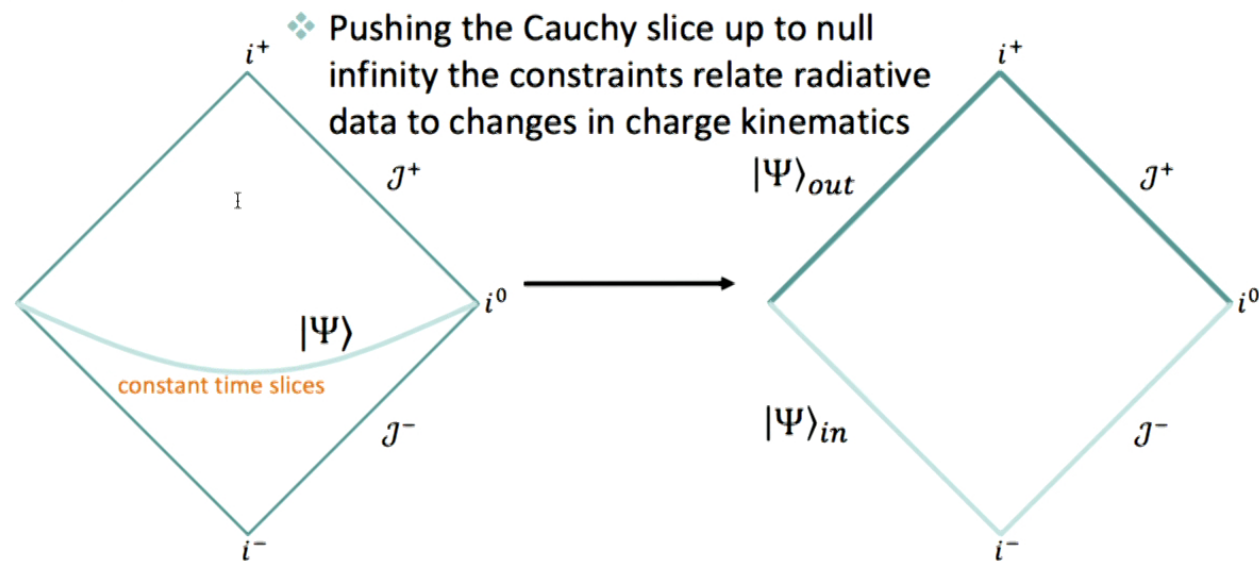 ❖ Pushing the Cauchy slice up to null
infinity the constraints relate radiative
data to changes in charge kinematics
i⁺
𝒥⁺
i⁰
|Ψ⟩
constant time slices
𝒥⁻
i⁻
i⁺
|Ψ⟩ₒᵤₜ
𝒥⁺
i⁰
|Ψ⟩ᵢₙ
𝒥⁻
i⁻